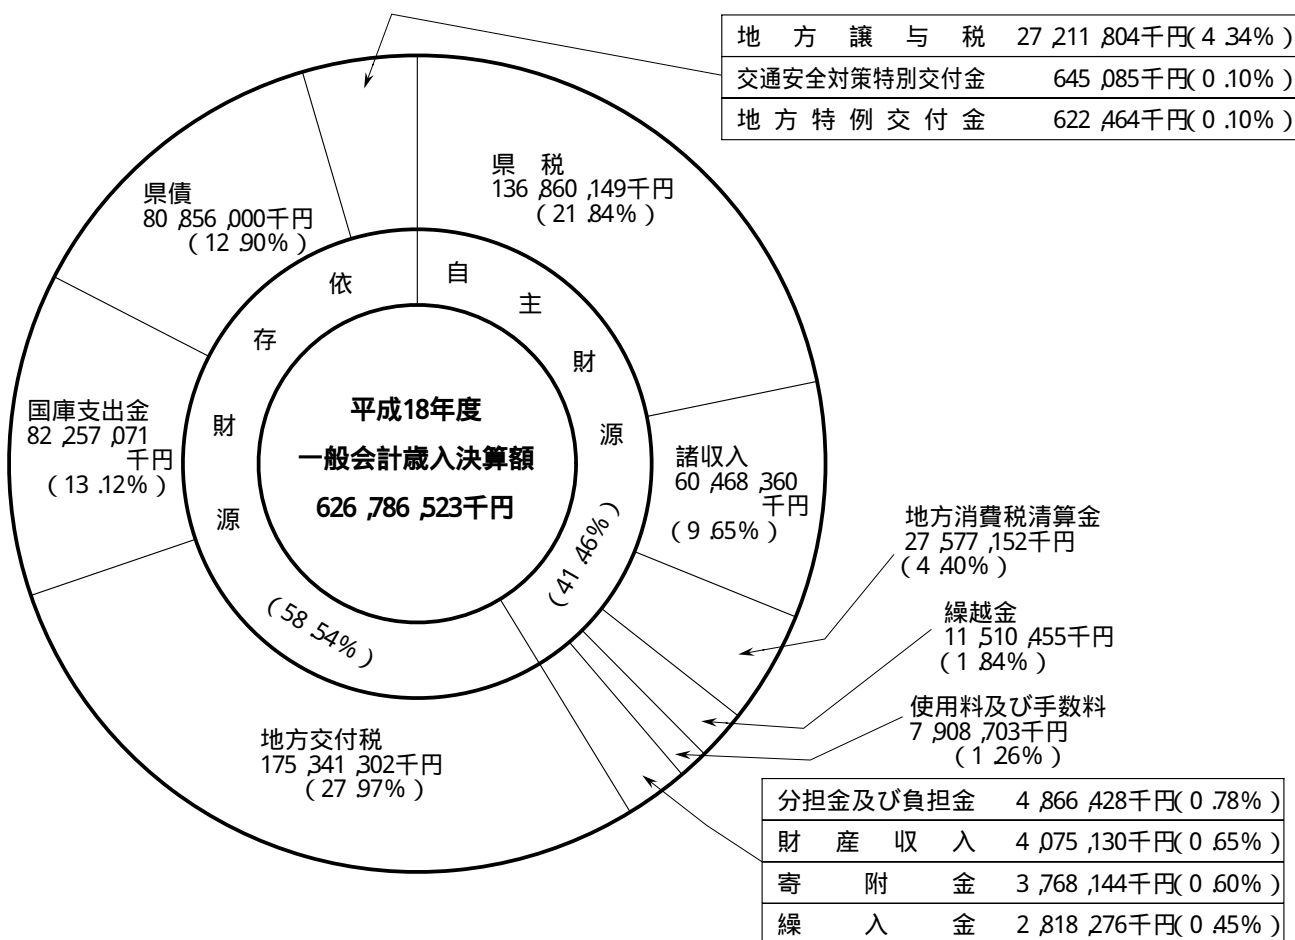 地方譲与税 27,211,804千円(4.34%)
交通安全対策特別交付金 645,085千円(0.10%)
地方特例交付金 622,464千円(0.10%)
県税
136,860,149千円
(21.84%)
県債
80,856,000千円
(12.90%)
依存財源
(58.54%)
自主財源
(41.46%)
平成18年度
一般会計歳入決算額
626,786,523千円
国庫支出金
82,257,071
千円
(13.12%)
諸収入
60,468,360
千円
(9.65%)
地方消費税清算金
27,577,152千円
(4.40%)
繰越金
11,510,455千円
(1.84%)
使用料及び手数料
7,908,703千円
(1.26%)
地方交付税
175,341,302千円
(27.97%)
分担金及び負担金 4,866,428千円(0.78%)
財産収入 4,075,130千円(0.65%)
寄附金 3,768,144千円(0.60%)
繰入金 2,818,276千円(0.45%)